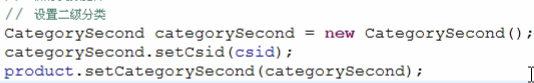 // 设置二级分类
CategorySecond categorySecond = new CategorySecond();
categorySecond.setCsid(csid);
product.setCategorySecond(categorySecond);